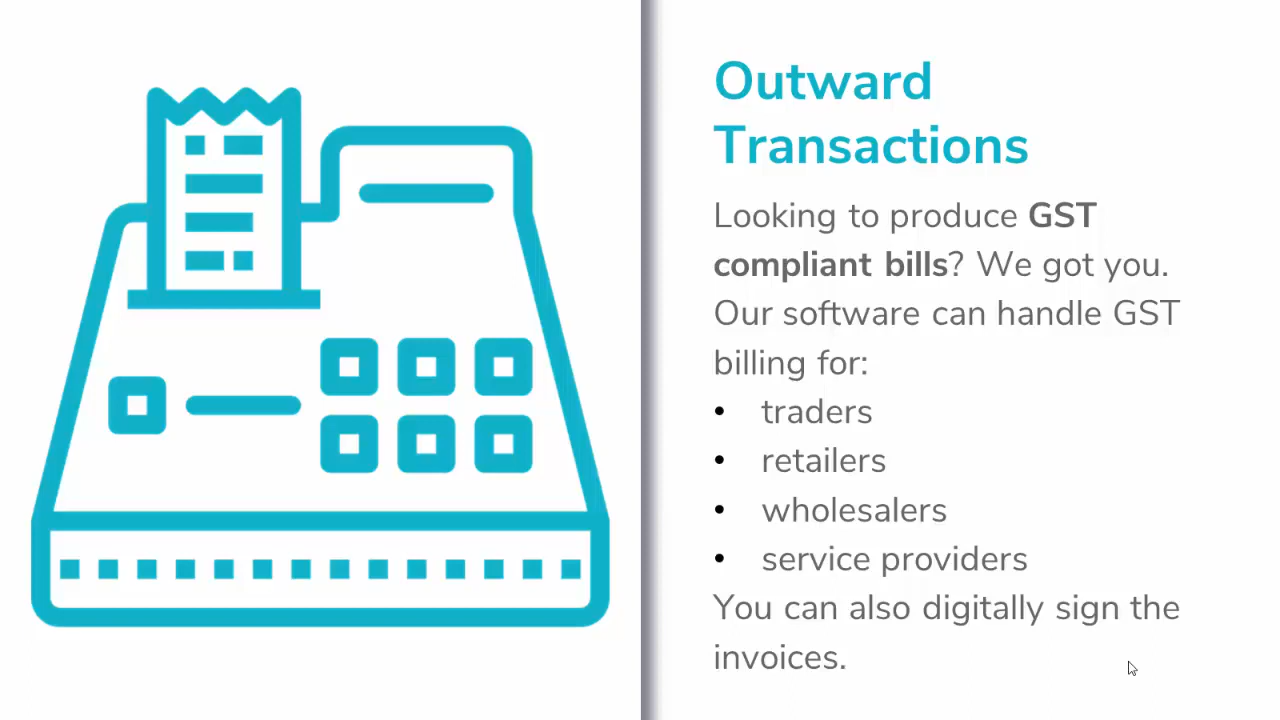 Outward
Transactions
Looking to produce GST
compliant bills? We got you.
Our software can handle GST
billing for:
• traders
• retailers
• wholesalers
• service providers
You can also digitally sign the
invoices.